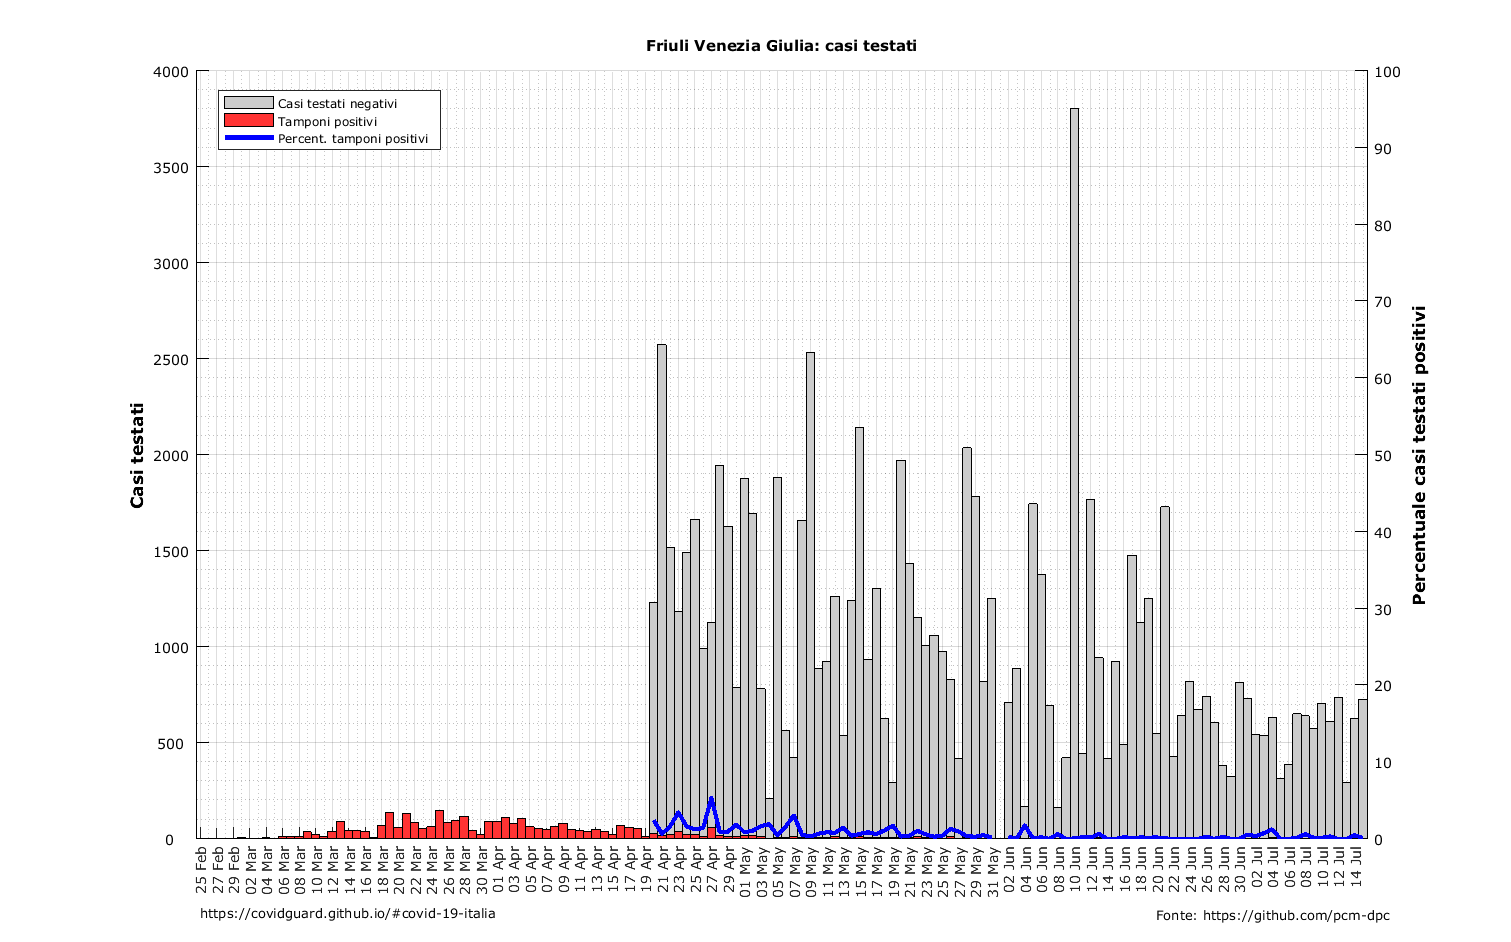 Friuli Venezia Giulia: casi testati
Casi testati negativi
Tamponi positivi
Percent. tamponi positivi
Casi testati
4000
3500
3000
2500
2000
1500
1000
500
0
Percentuale casi testati positivi
100
90
80
70
60
50
40
30
20
10
0
25 Feb
27 Feb
29 Feb
02 Mar
04 Mar
06 Mar
08 Mar
10 Mar
12 Mar
14 Mar
16 Mar
18 Mar
20 Mar
22 Mar
24 Mar
26 Mar
28 Mar
30 Mar
01 Apr
03 Apr
05 Apr
07 Apr
09 Apr
11 Apr
13 Apr
15 Apr
17 Apr
19 Apr
21 Apr
23 Apr
25 Apr
27 Apr
29 Apr
01 May
03 May
05 May
07 May
09 May
11 May
13 May
15 May
17 May
19 May
21 May
23 May
25 May
27 May
29 May
31 May
02 Jun
04 Jun
06 Jun
08 Jun
10 Jun
12 Jun
14 Jun
16 Jun
18 Jun
20 Jun
22 Jun
24 Jun
26 Jun
28 Jun
30 Jun
02 Jul
04 Jul
06 Jul
08 Jul
10 Jul
12 Jul
14 Jul
https://covidguard.github.io/#covid-19-italia
Fonte: https://github.com/pcm-dpc